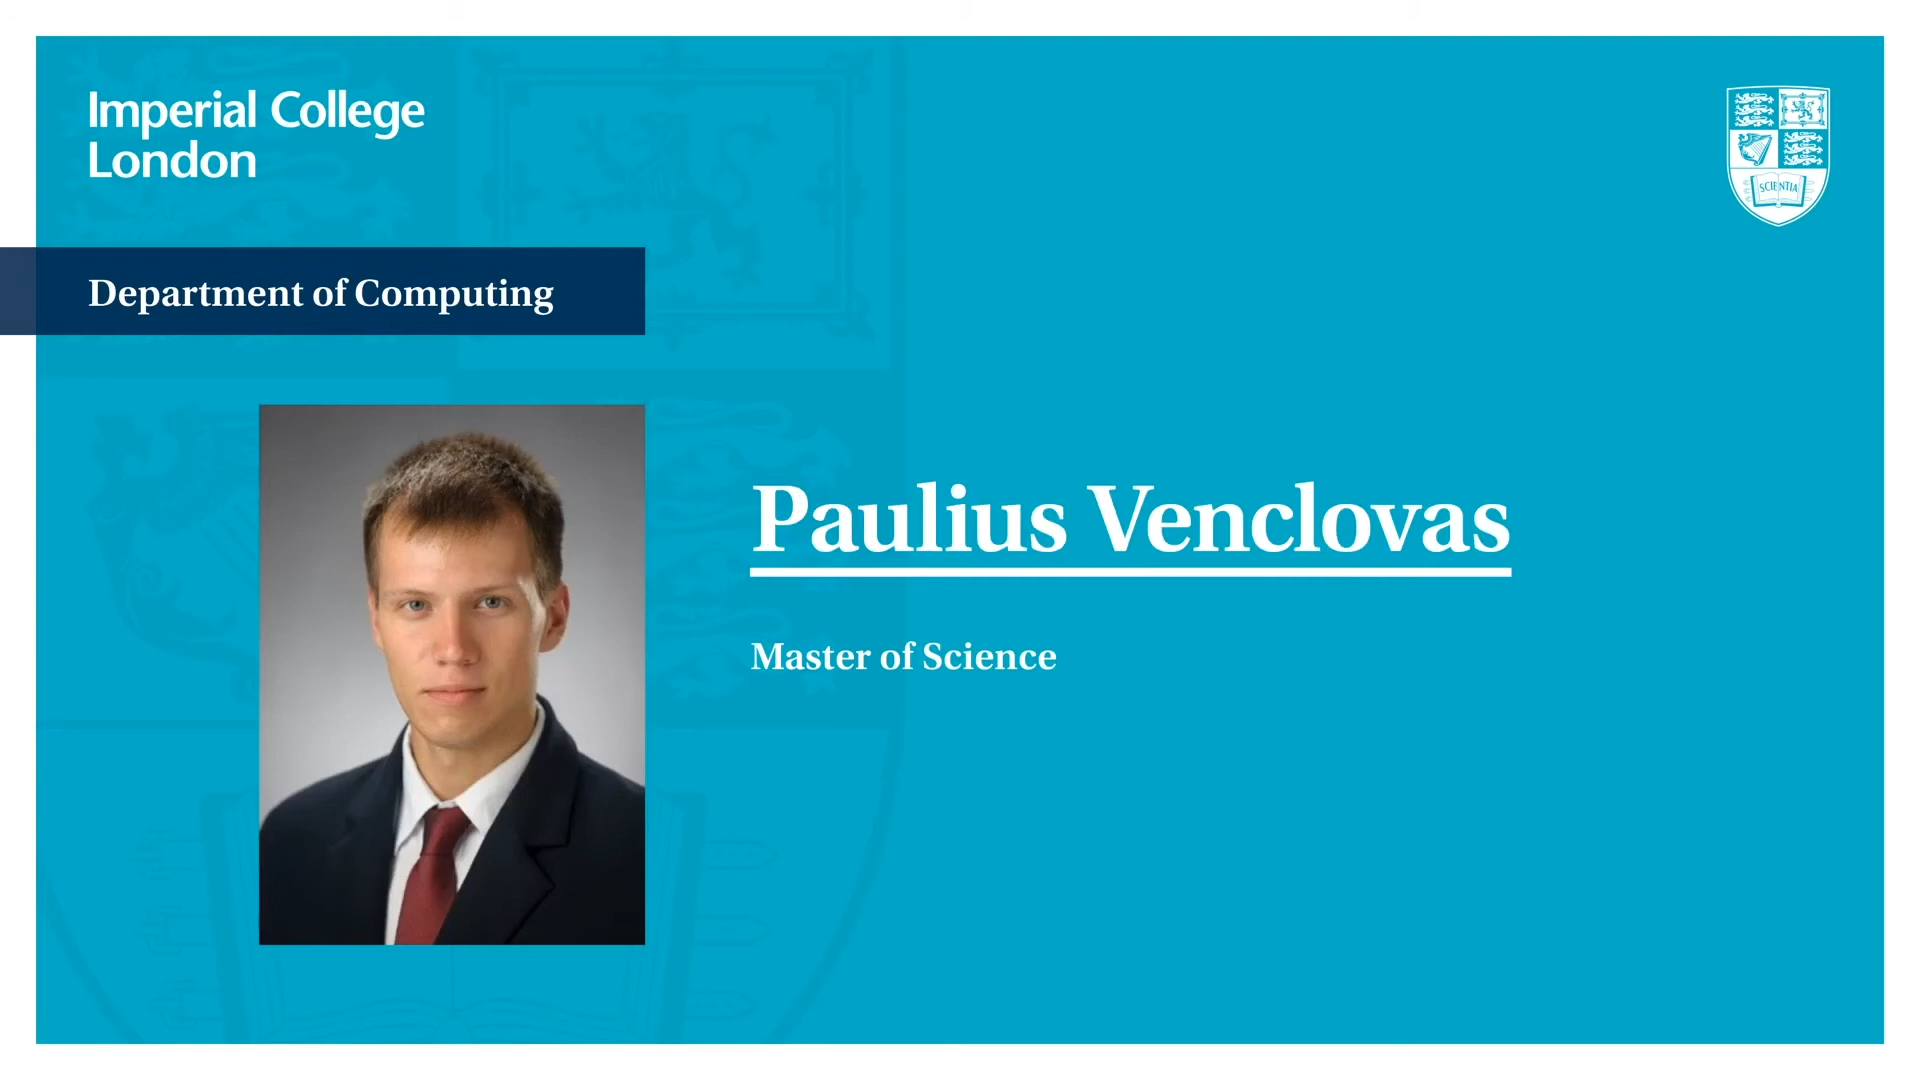 Imperial College
London
Department of Computing
Paulius Venclovas
Master of Science
SCIENTIA